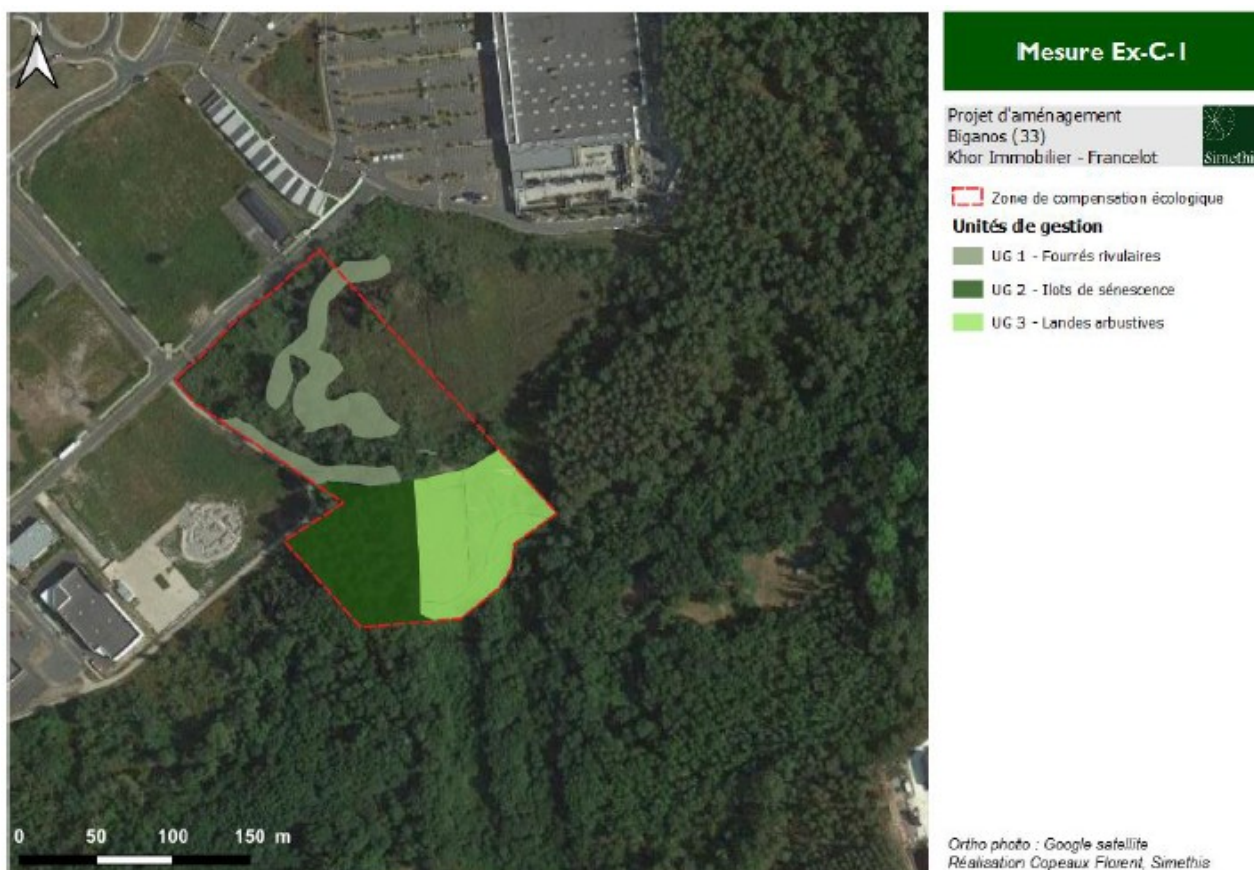 Mesure Ex-C-1
Projet d'aménagement
Biganos (33)
Khor Immobilier - Francelot
Simethis
Zone de compensation écologique
Unités de gestion
UG 1 - Fourrés rivulaires
UG 2 - Ilots de sénescence
UG 3 - Landes arbustives
0 50 100 150 m
Ortho photo : Google satellite
Réalisation Copeaux Florent, Simethis